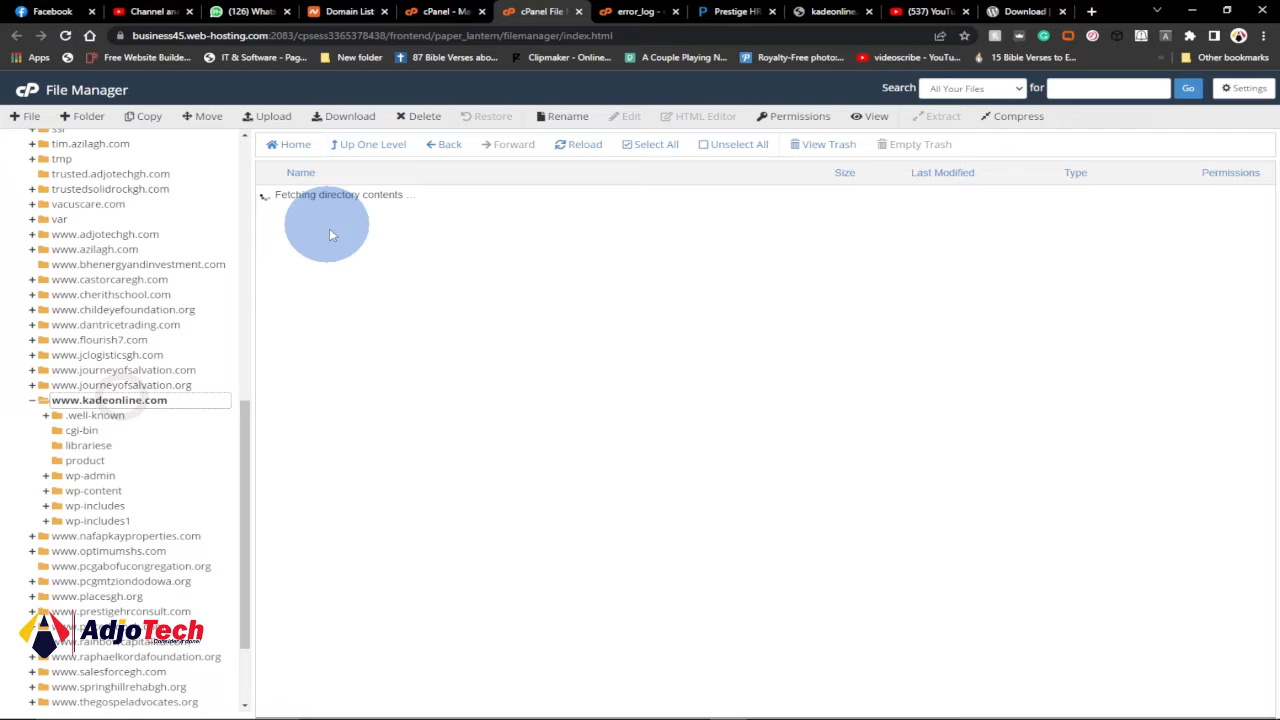 Facebook
Channel an
(126) What
Domain List
cPanel - Ma
cPanel File
error_log -
Prestige HR
kadeonline.
(537) YouTu
Download |
business45.web-hosting.com:2083/cpsess3365378438/frontend/paper_lantern/filemanager/index.html
Apps
Free Website Builde...
IT & Software - Pag...
New folder
87 Bible Verses abo...
Clipmaker - Online...
A Couple Playing N...
Royalty-Free photo:...
videoscribe - YouTu...
15 Bible Verses to E...
Other bookmarks
cP File Manager
Search All Your Files for Go Settings
File Folder Copy Move Upload Download Delete Restore Rename Edit HTML Editor Permissions View Extract Compress
Home Up One Level Back Forward Reload Select All Unselect All View Trash Empty Trash
Name Size Last Modified Type Permissions
Fetching directory contents ...
ssl
tim.azilagh.com
tmp
trusted.adjotechgh.com
trustedsolidrockgh.com
vacuscare.com
var
www.adjotechgh.com
www.azilagh.com
www.bhenergyandinvestment.com
www.castorcaregh.com
www.cherithschool.com
www.childeyefoundation.org
www.dantricetrading.com
www.flourish7.com
www.jclogisticsgh.com
www.journeyofsalvation.com
www.journeyofsalvation.org
www.kadeonline.com
.well-known
cgi-bin
librariese
product
wp-admin
wp-content
wp-includes
wp-includes1
www.nafapkayproperties.com
www.optimumshs.com
www.pcgabofucongregation.org
www.pcgmtziondodowa.org
www.placesgh.org
www.prestigehrconsult.com
www.raphaelkordafoundation.org
www.salesforcegh.com
www.springhillrehabgh.org
www.thegospeladvocates.org
AdjoTech